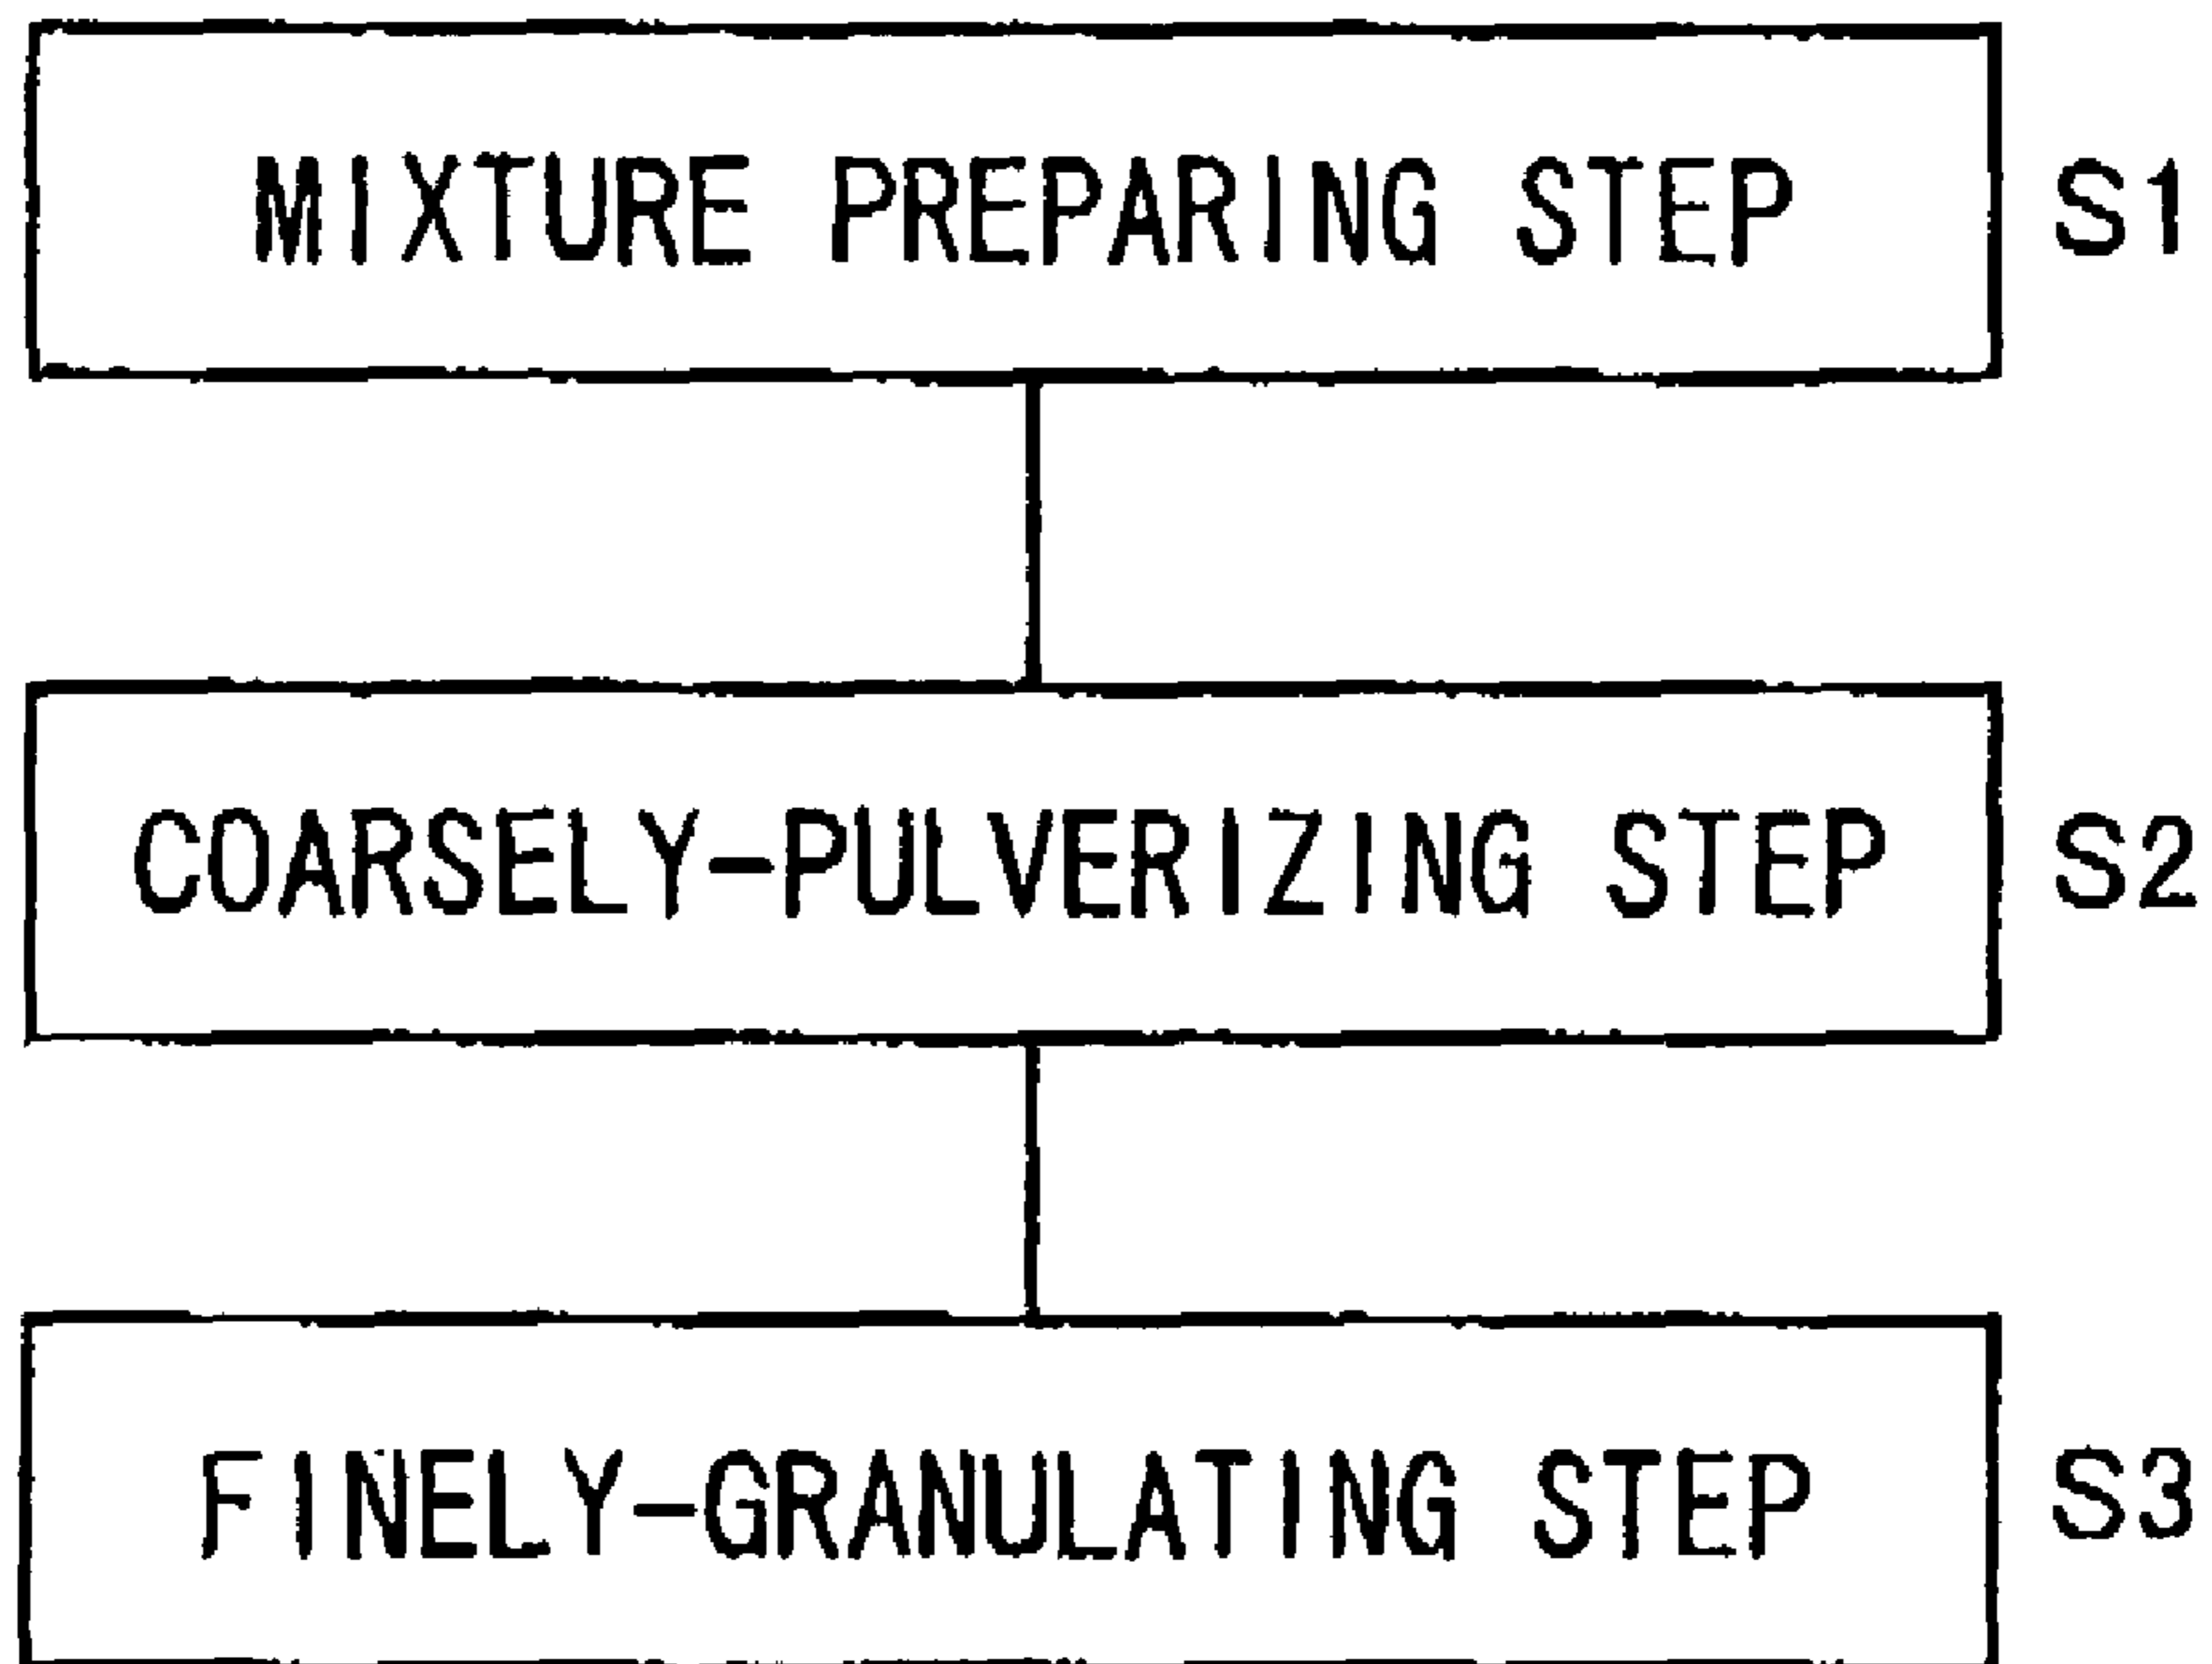 MIXTURE PREPARING STEP S1
COARSELY-PULVERIZING STEP S2
FINELY-GRANULATING STEP S3